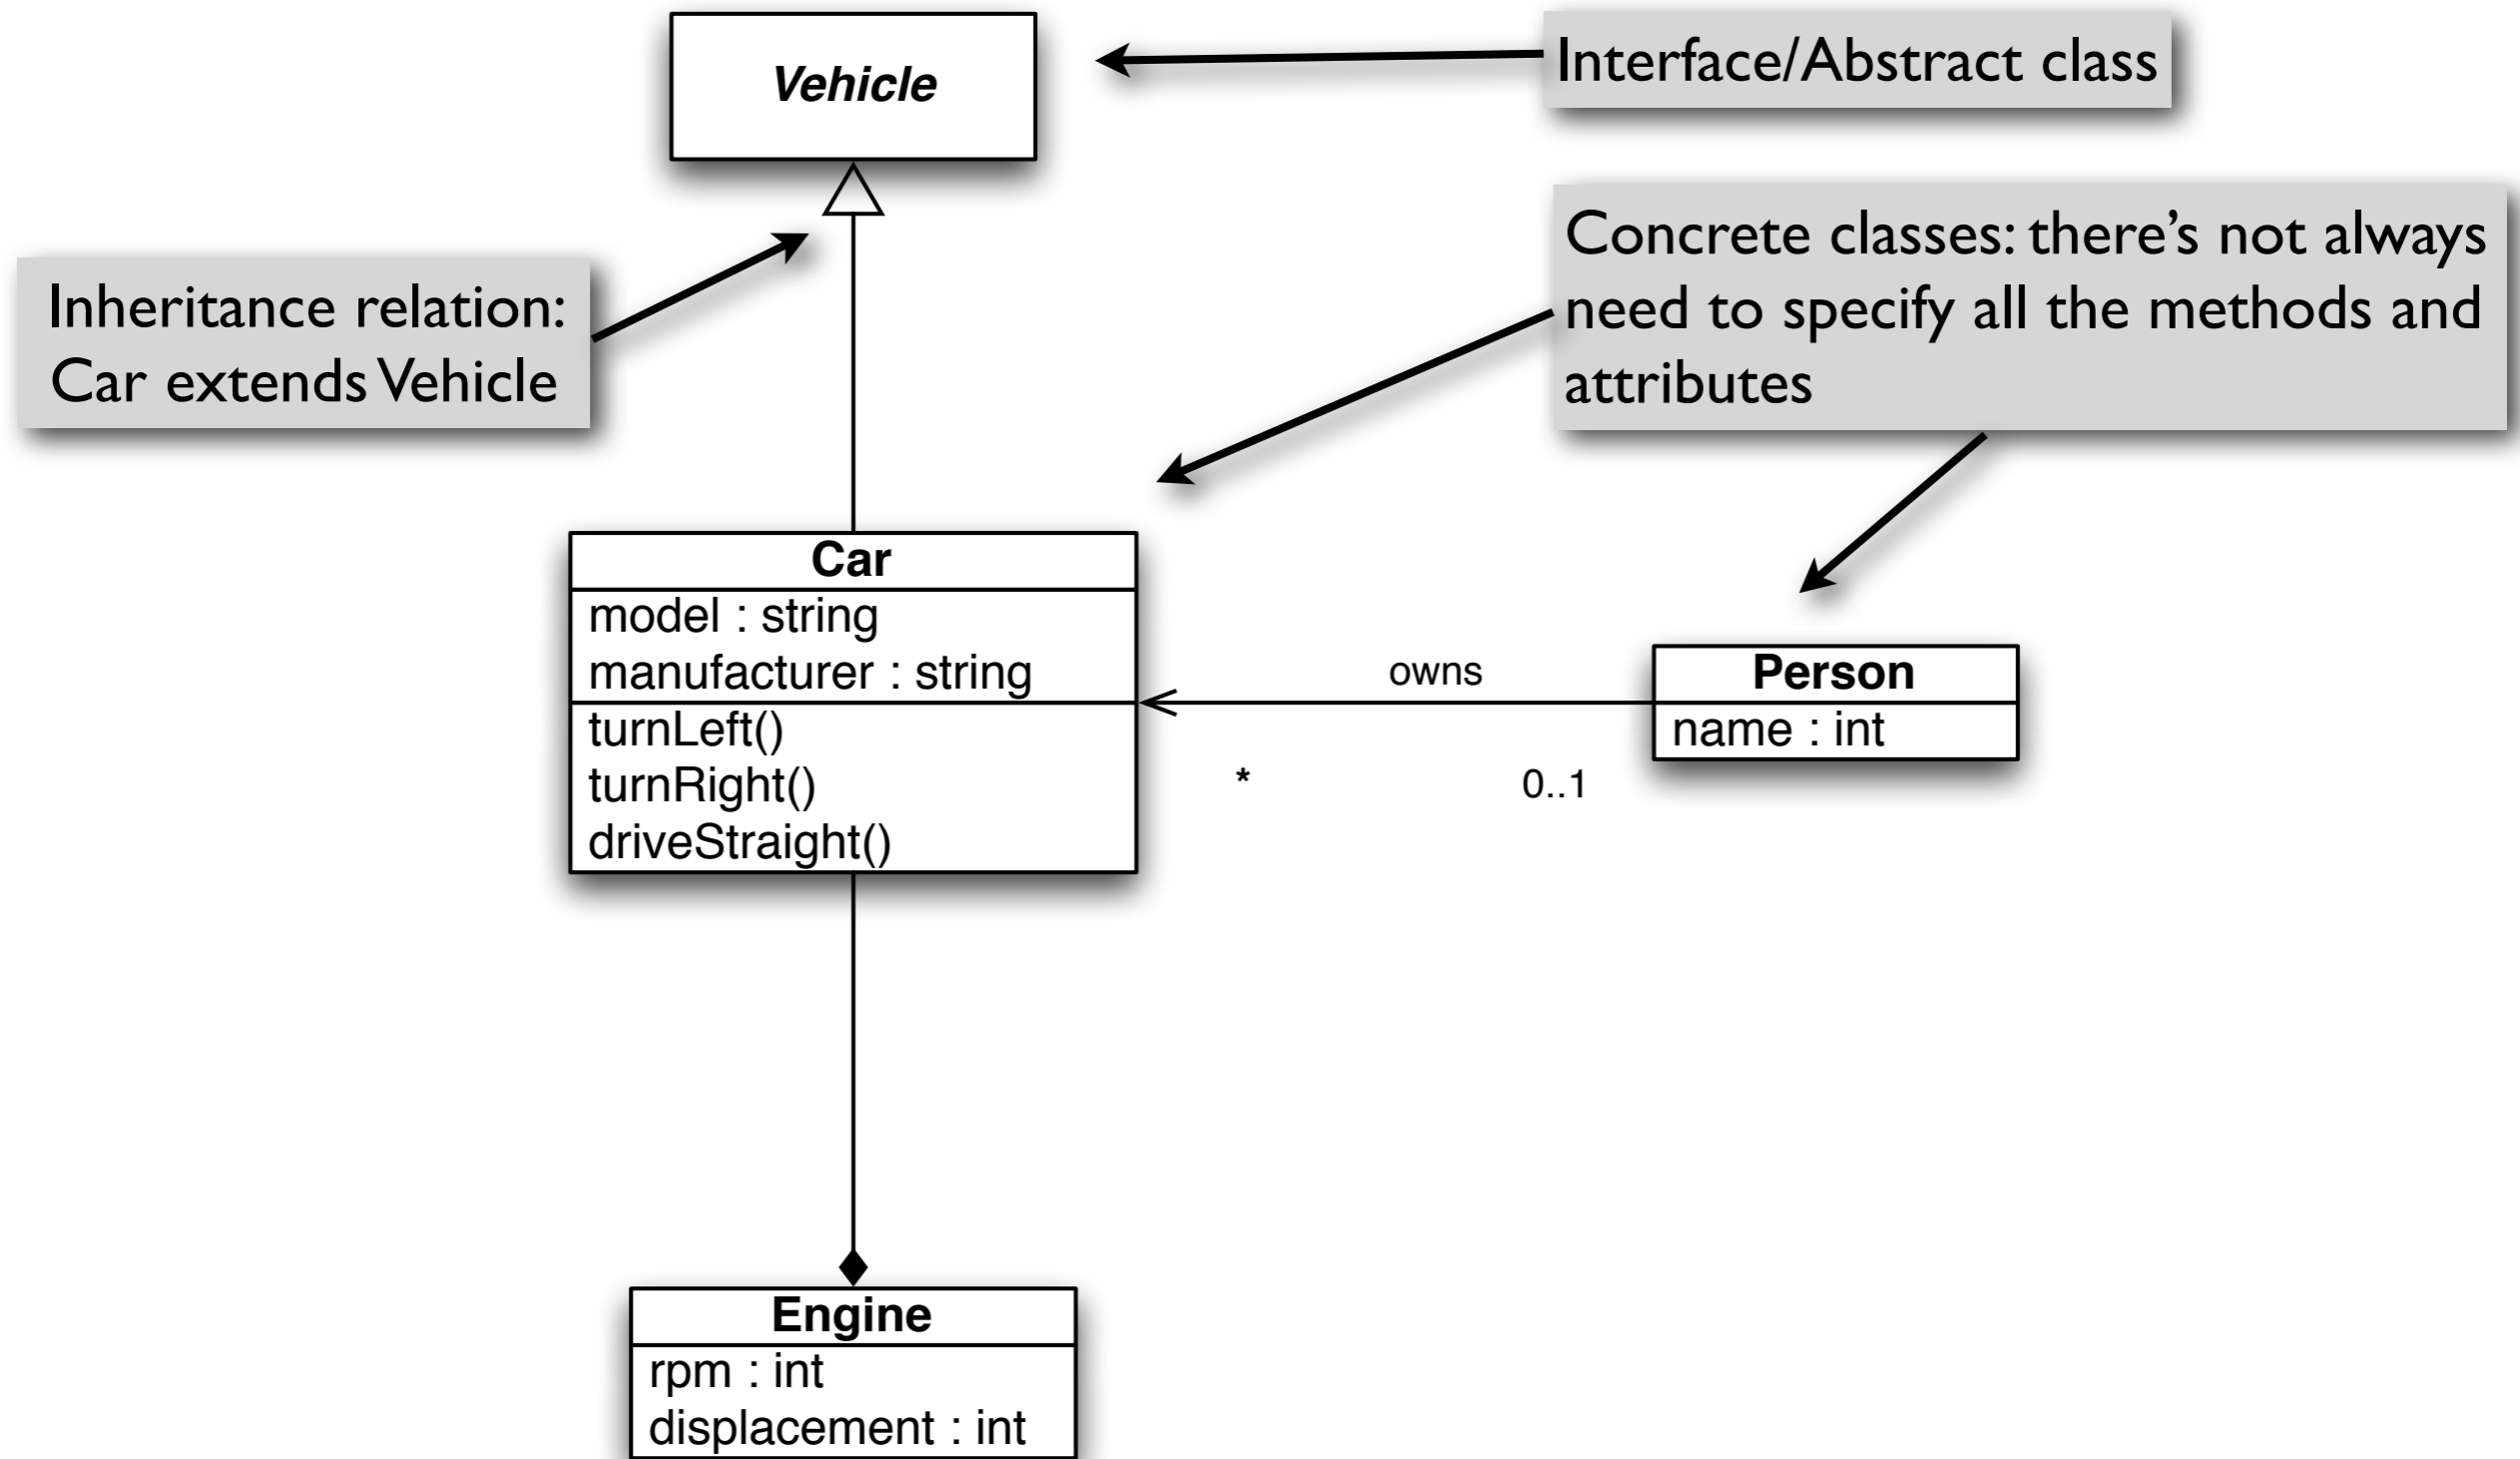 Vehicle
Interface/Abstract class
Inheritance relation:
Car extends Vehicle
Concrete classes: there's not always
need to specify all the methods and
attributes
Car
model : string
manufacturer : string
turnLeft()
turnRight()
driveStraight()
owns
*
0..1
Person
name : int
Engine
rpm : int
displacement : int